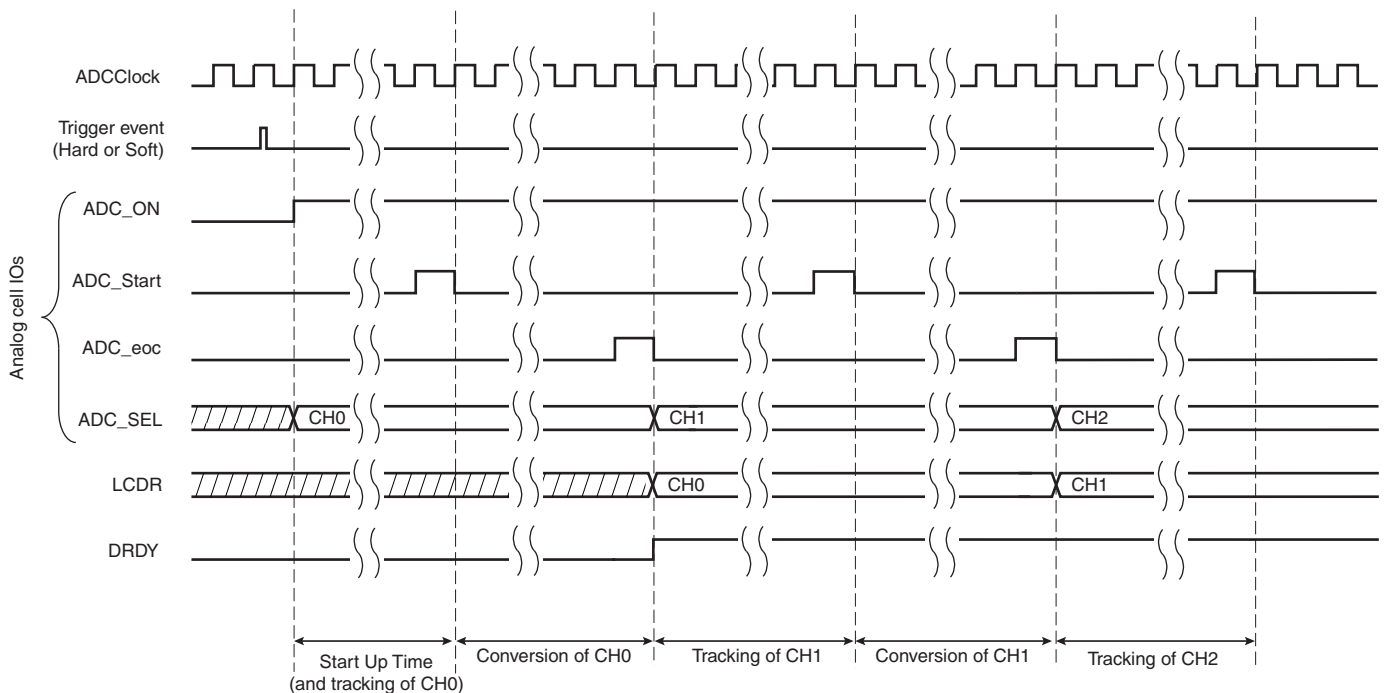 ADCClock
Trigger event
(Hard or Soft)
Analog cell IOs
ADC_ON
ADC_Start
ADC_eoc
ADC_SEL
CH0
CH1
CH2
LCDR
CH0
CH1
DRDY
Start Up Time
(and tracking of CH0)
Conversion of CH0
Tracking of CH1
Conversion of CH1
Tracking of CH2